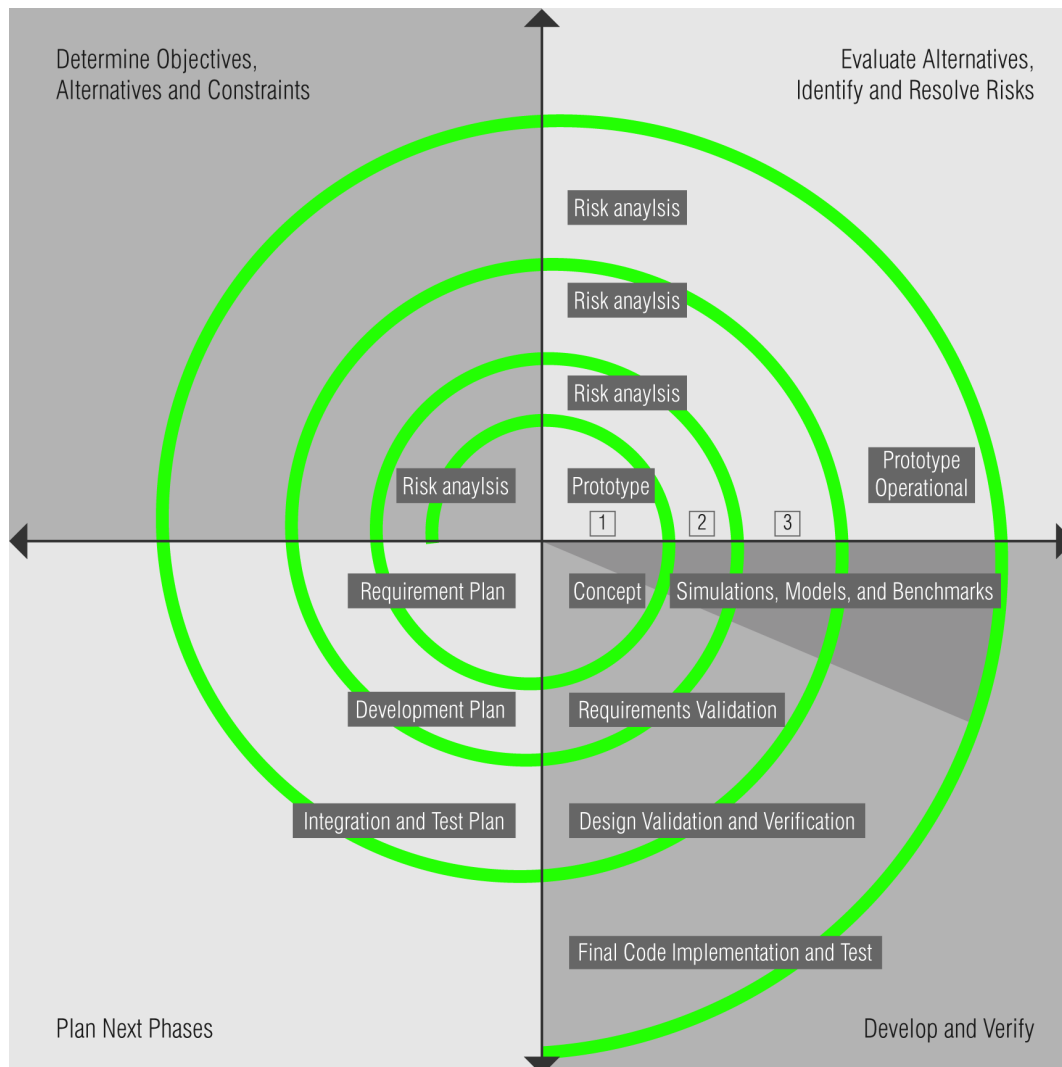 Determine Objectives,
Alternatives and Constraints
Evaluate Alternatives,
Identify and Resolve Risks
Risk anaylsis
Risk anaylsis
Risk anaylsis
Risk anaylsis
Prototype
Prototype
Operational
1
2
3
Requirement Plan
Concept
Simulations, Models, and Benchmarks
Development Plan
Requirements Validation
Integration and Test Plan
Design Validation and Verification
Final Code Implementation and Test
Plan Next Phases
Develop and Verify